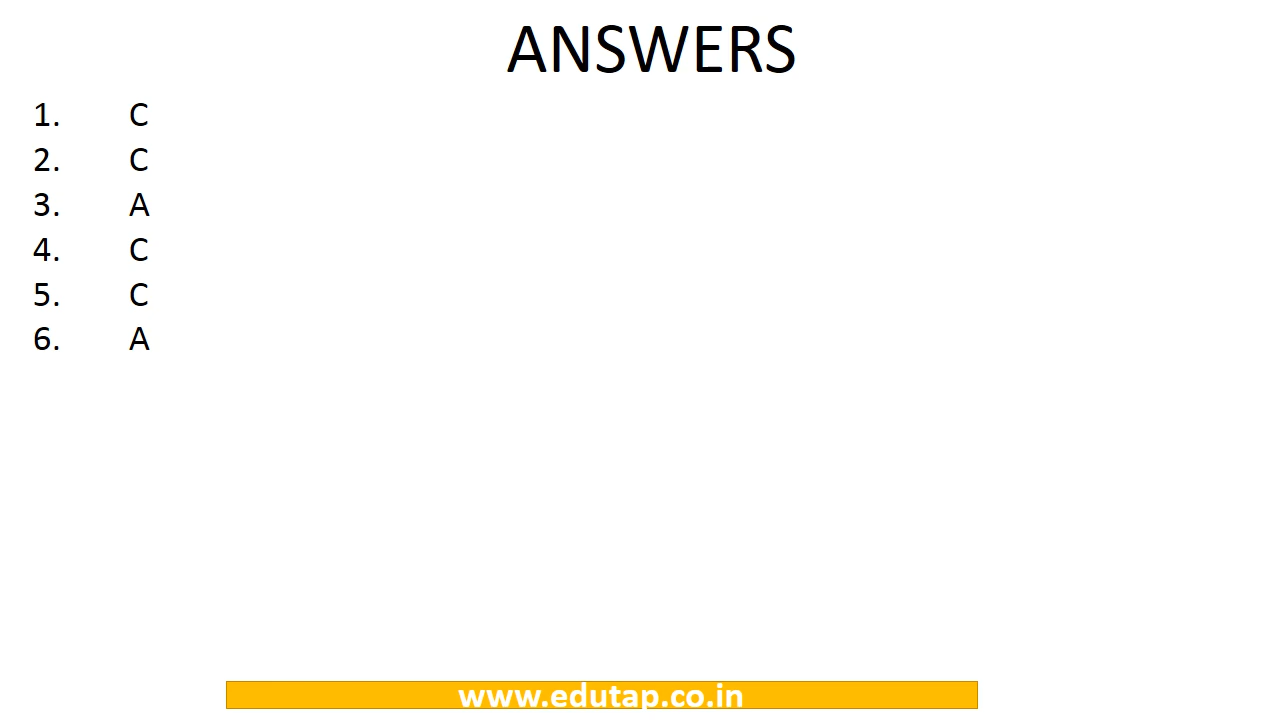 ANSWERS
1. C
2. C
3. A
4. C
5. C
6. A
www.edutap.co.in